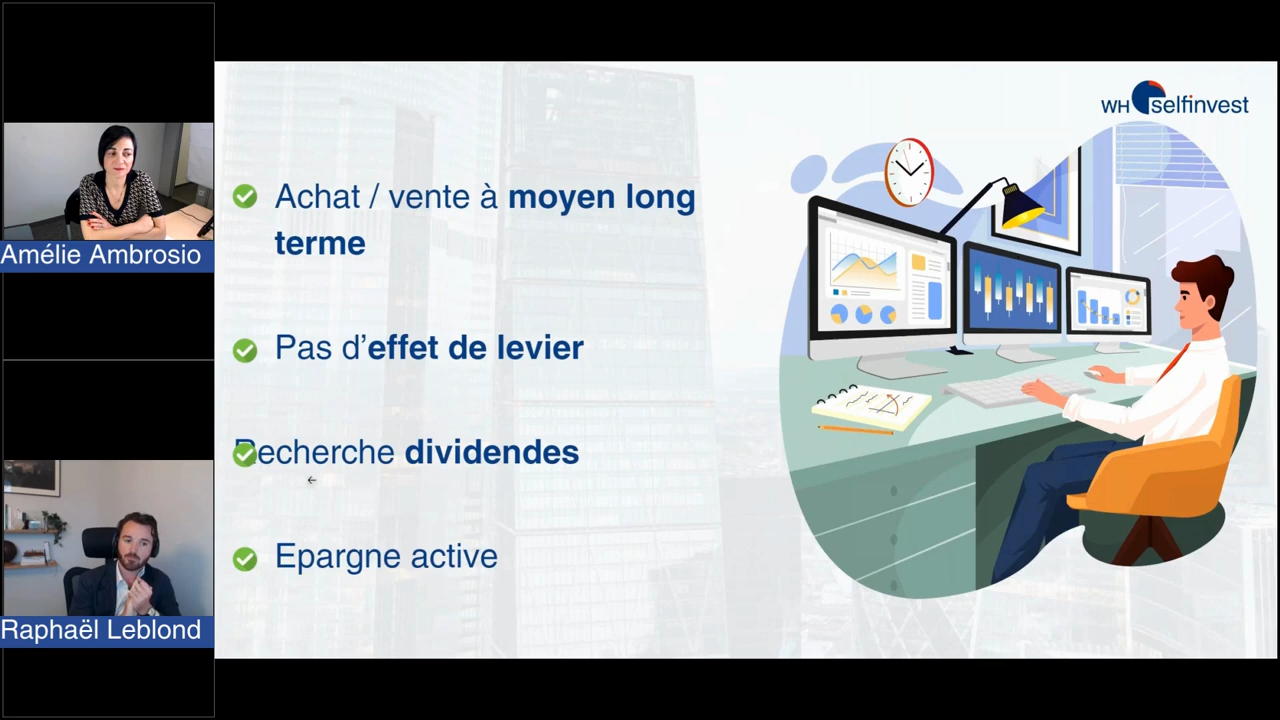 WH selfinvest
Achat / vente à moyen long
terme
Pas d’effet de levier
Recherche dividendes
Epargne active
Amélie Ambrosio
Raphaël Leblond